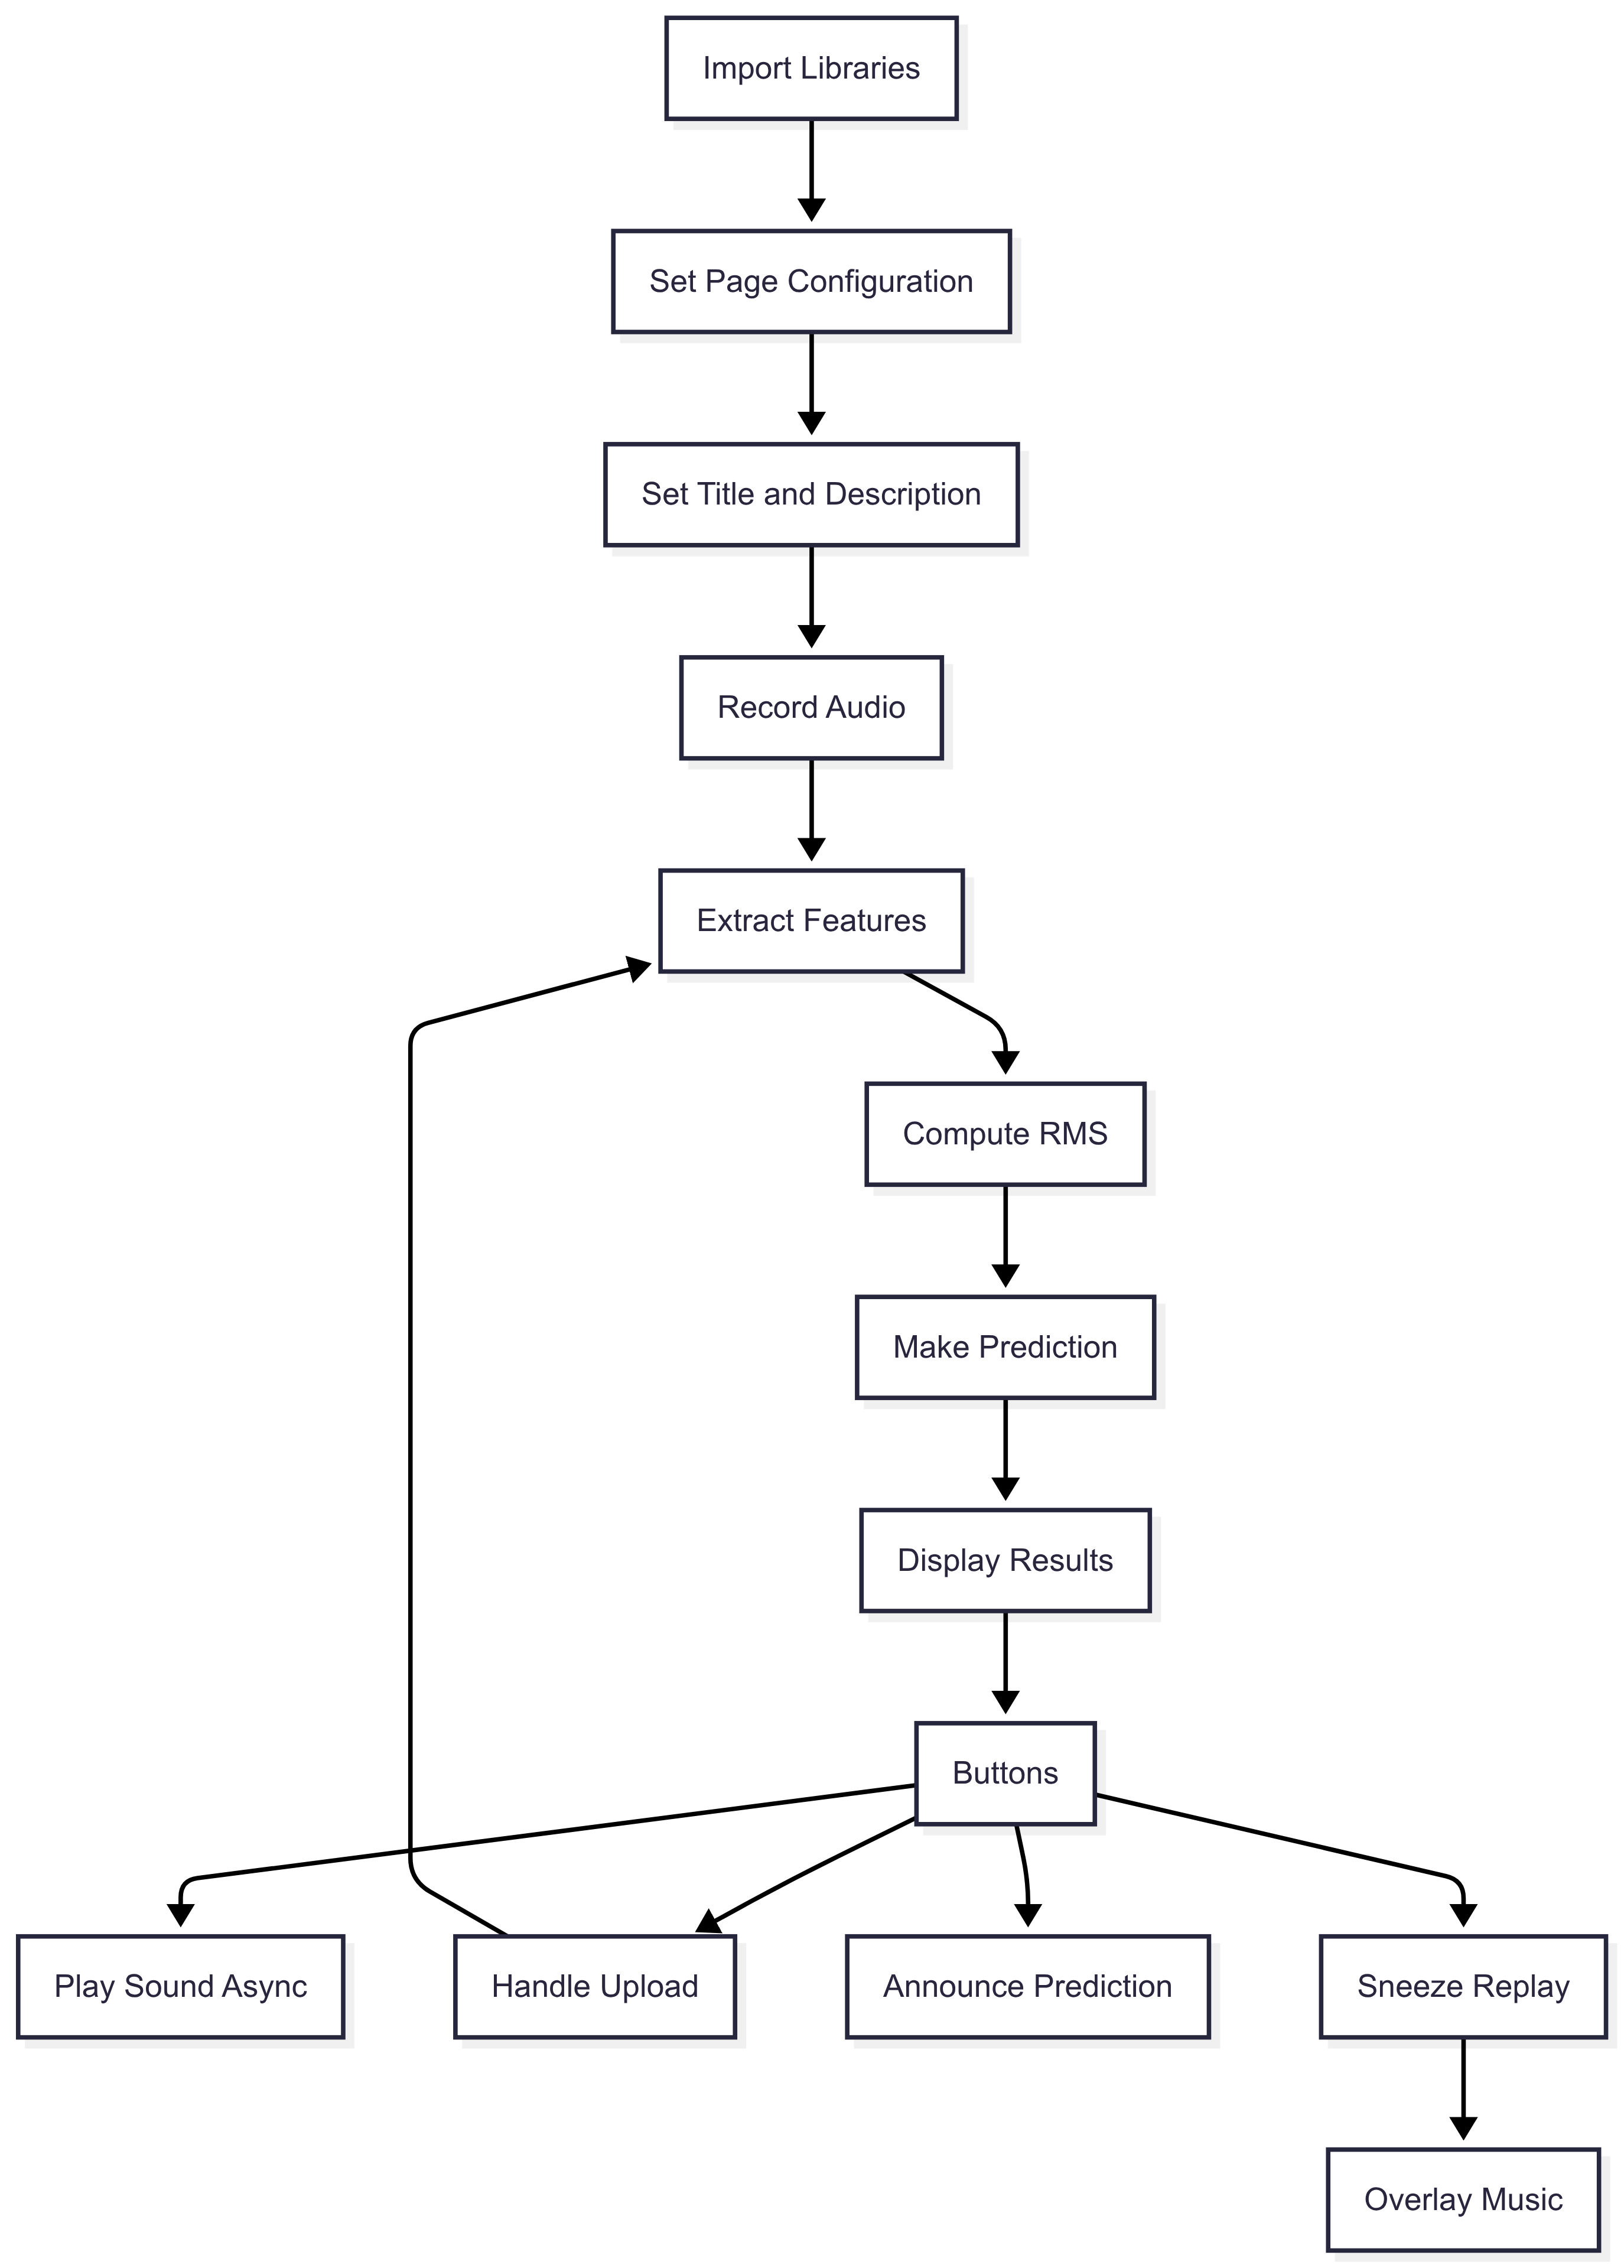 Import Libraries
Set Page Configuration
Set Title and Description
Record Audio
Extract Features
Compute RMS
Make Prediction
Display Results
Buttons
Play Sound Async
Handle Upload
Announce Prediction
Sneeze Replay
Overlay Music